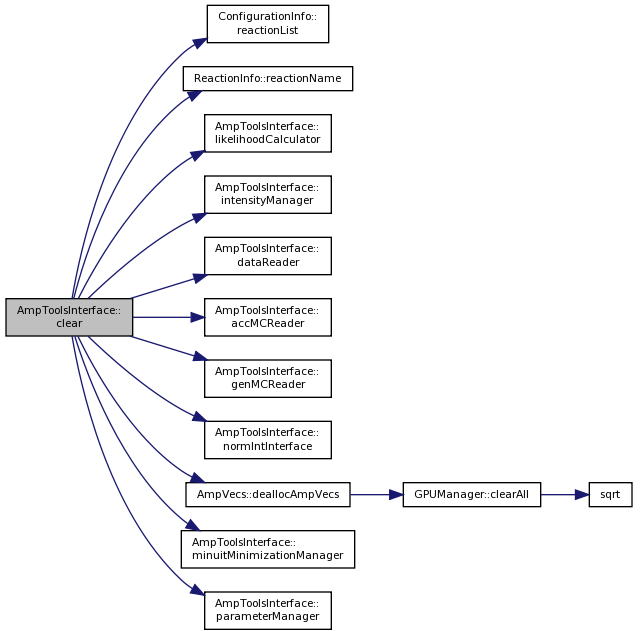 ConfigurationInfo::
reactionList
ReactionInfo::reactionName
AmpToolsInterface::
likelihoodCalculator
AmpToolsInterface::
intensityManager
AmpToolsInterface::
dataReader
AmpToolsInterface::
clear
AmpToolsInterface::
accMCReader
AmpToolsInterface::
genMCReader
AmpToolsInterface::
normIntInterface
AmpVecs::deallocAmpVecs
GPUManager::clearAll
sqrt
AmpToolsInterface::
minuitMinimizationManager
AmpToolsInterface::
parameterManager